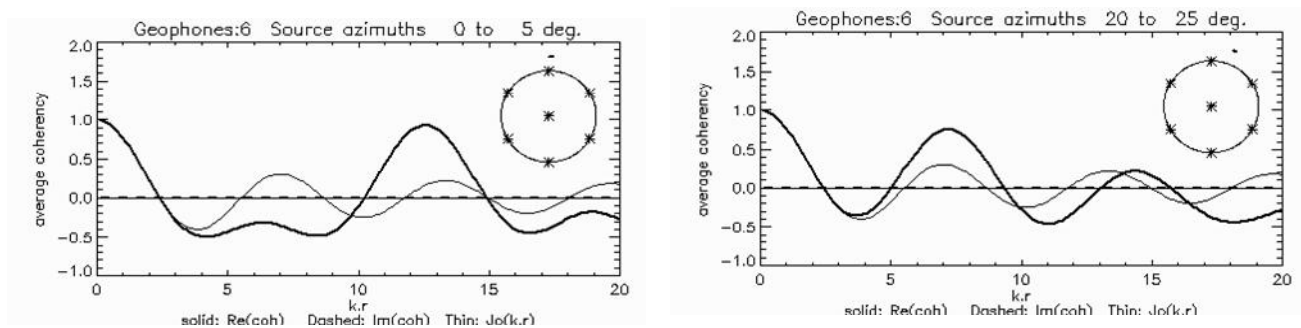 Geophones:6 Source azimuths 0 to 5 deg.
2.0
1.5
1.0
0.5
0.0
-0.5
-1.0
average coherency
0 5 10 15 20
k.r
solid: Re(coh) Dashed: Im(coh) Thin: Jo(k.r)
Geophones:6 Source azimuths 20 to 25 deg.
2.0
1.5
1.0
0.5
0.0
-0.5
-1.0
average coherency
0 5 10 15 20
k.r
solid: Re(coh) Dashed: Im(coh) Thin: Jo(k.r)